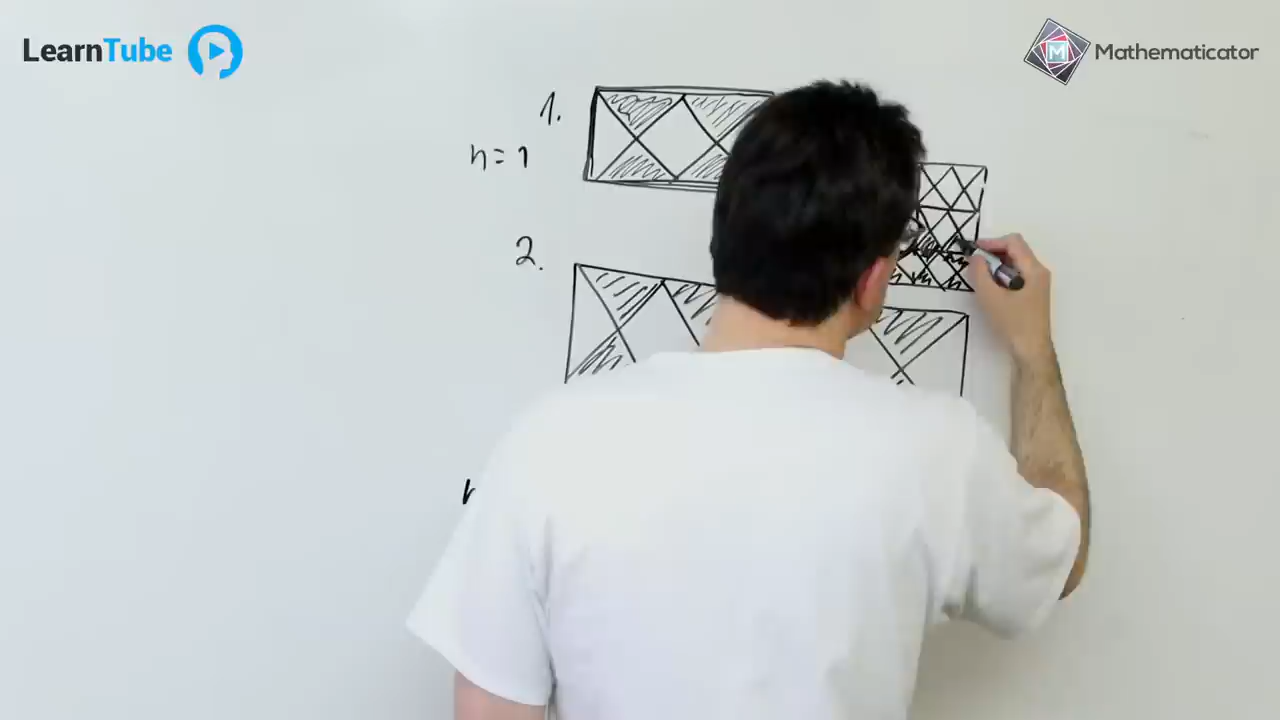 LearnTube
Mathematicator
M
1.
n = 1
2.